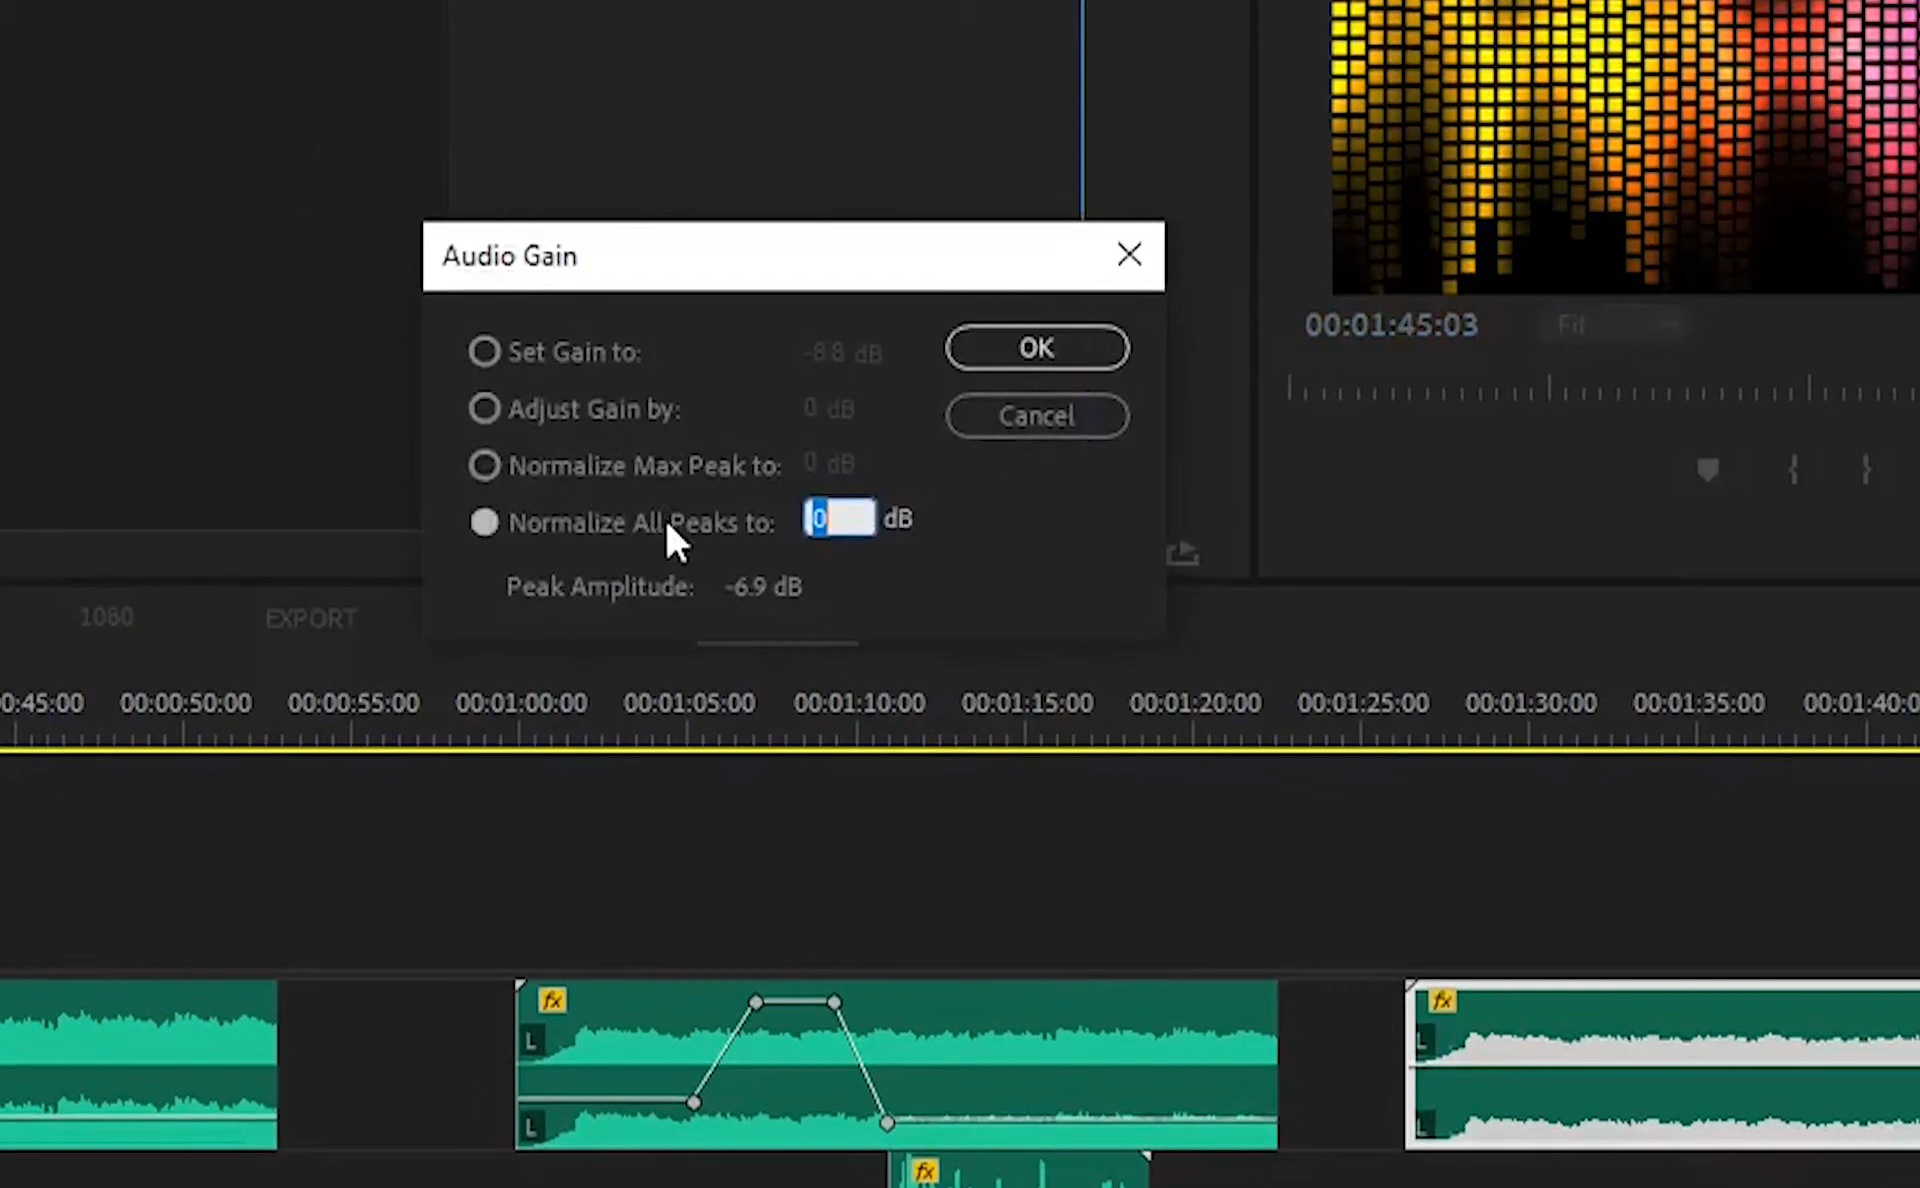 Audio Gain
Set Gain to: -8.8 dB
OK
Adjust Gain by: 0 dB
Cancel
Normalize Max Peak to: 0 dB
Normalize All Peaks to: 0 dB
Peak Amplitude: -6.9 dB
00:01:45:03 Fit
1080 EXPORT
0:45:00 00:00:50:00 00:00:55:00 00:01:00:00 00:01:05:00 00:01:10:00 00:01:15:00 00:01:20:00 00:01:25:00 00:01:30:00 00:01:35:00 00:01:40:0
fx
fx
L
L
L
L
fx